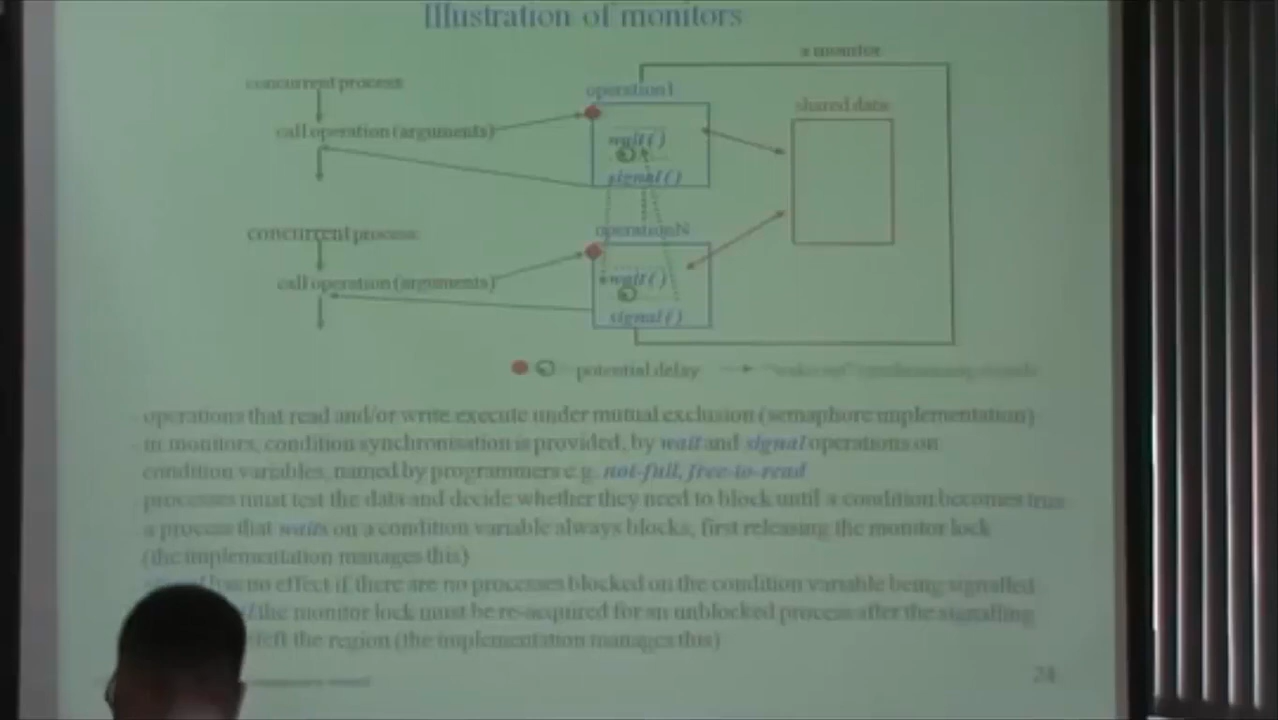 Illustration of monitors
a monitor
concurrent process
operation1
shared data
call operation (arguments)
wait ( )
signal ( )
concurrent process
operationN
call operation (arguments)
wait ( )
signal ( )
potential delay
- operations that read and/or write execute under mutual exclusion (semaphore implementation)
- in monitors, condition synchronisation is provided, by wait and signal operations on
condition variables, named by programmers e.g. not-full, free-to-read
processes must test the data and decide whether they need to block until a condition becomes true
a process that waits on a condition variable always blocks, first releasing the monitor lock
(the implementation manages this)
has no effect if there are no processes blocked on the condition variable being signalled
the monitor lock must be re-acquired for an unblocked process after the signalling
left the region (the implementation manages this)
24